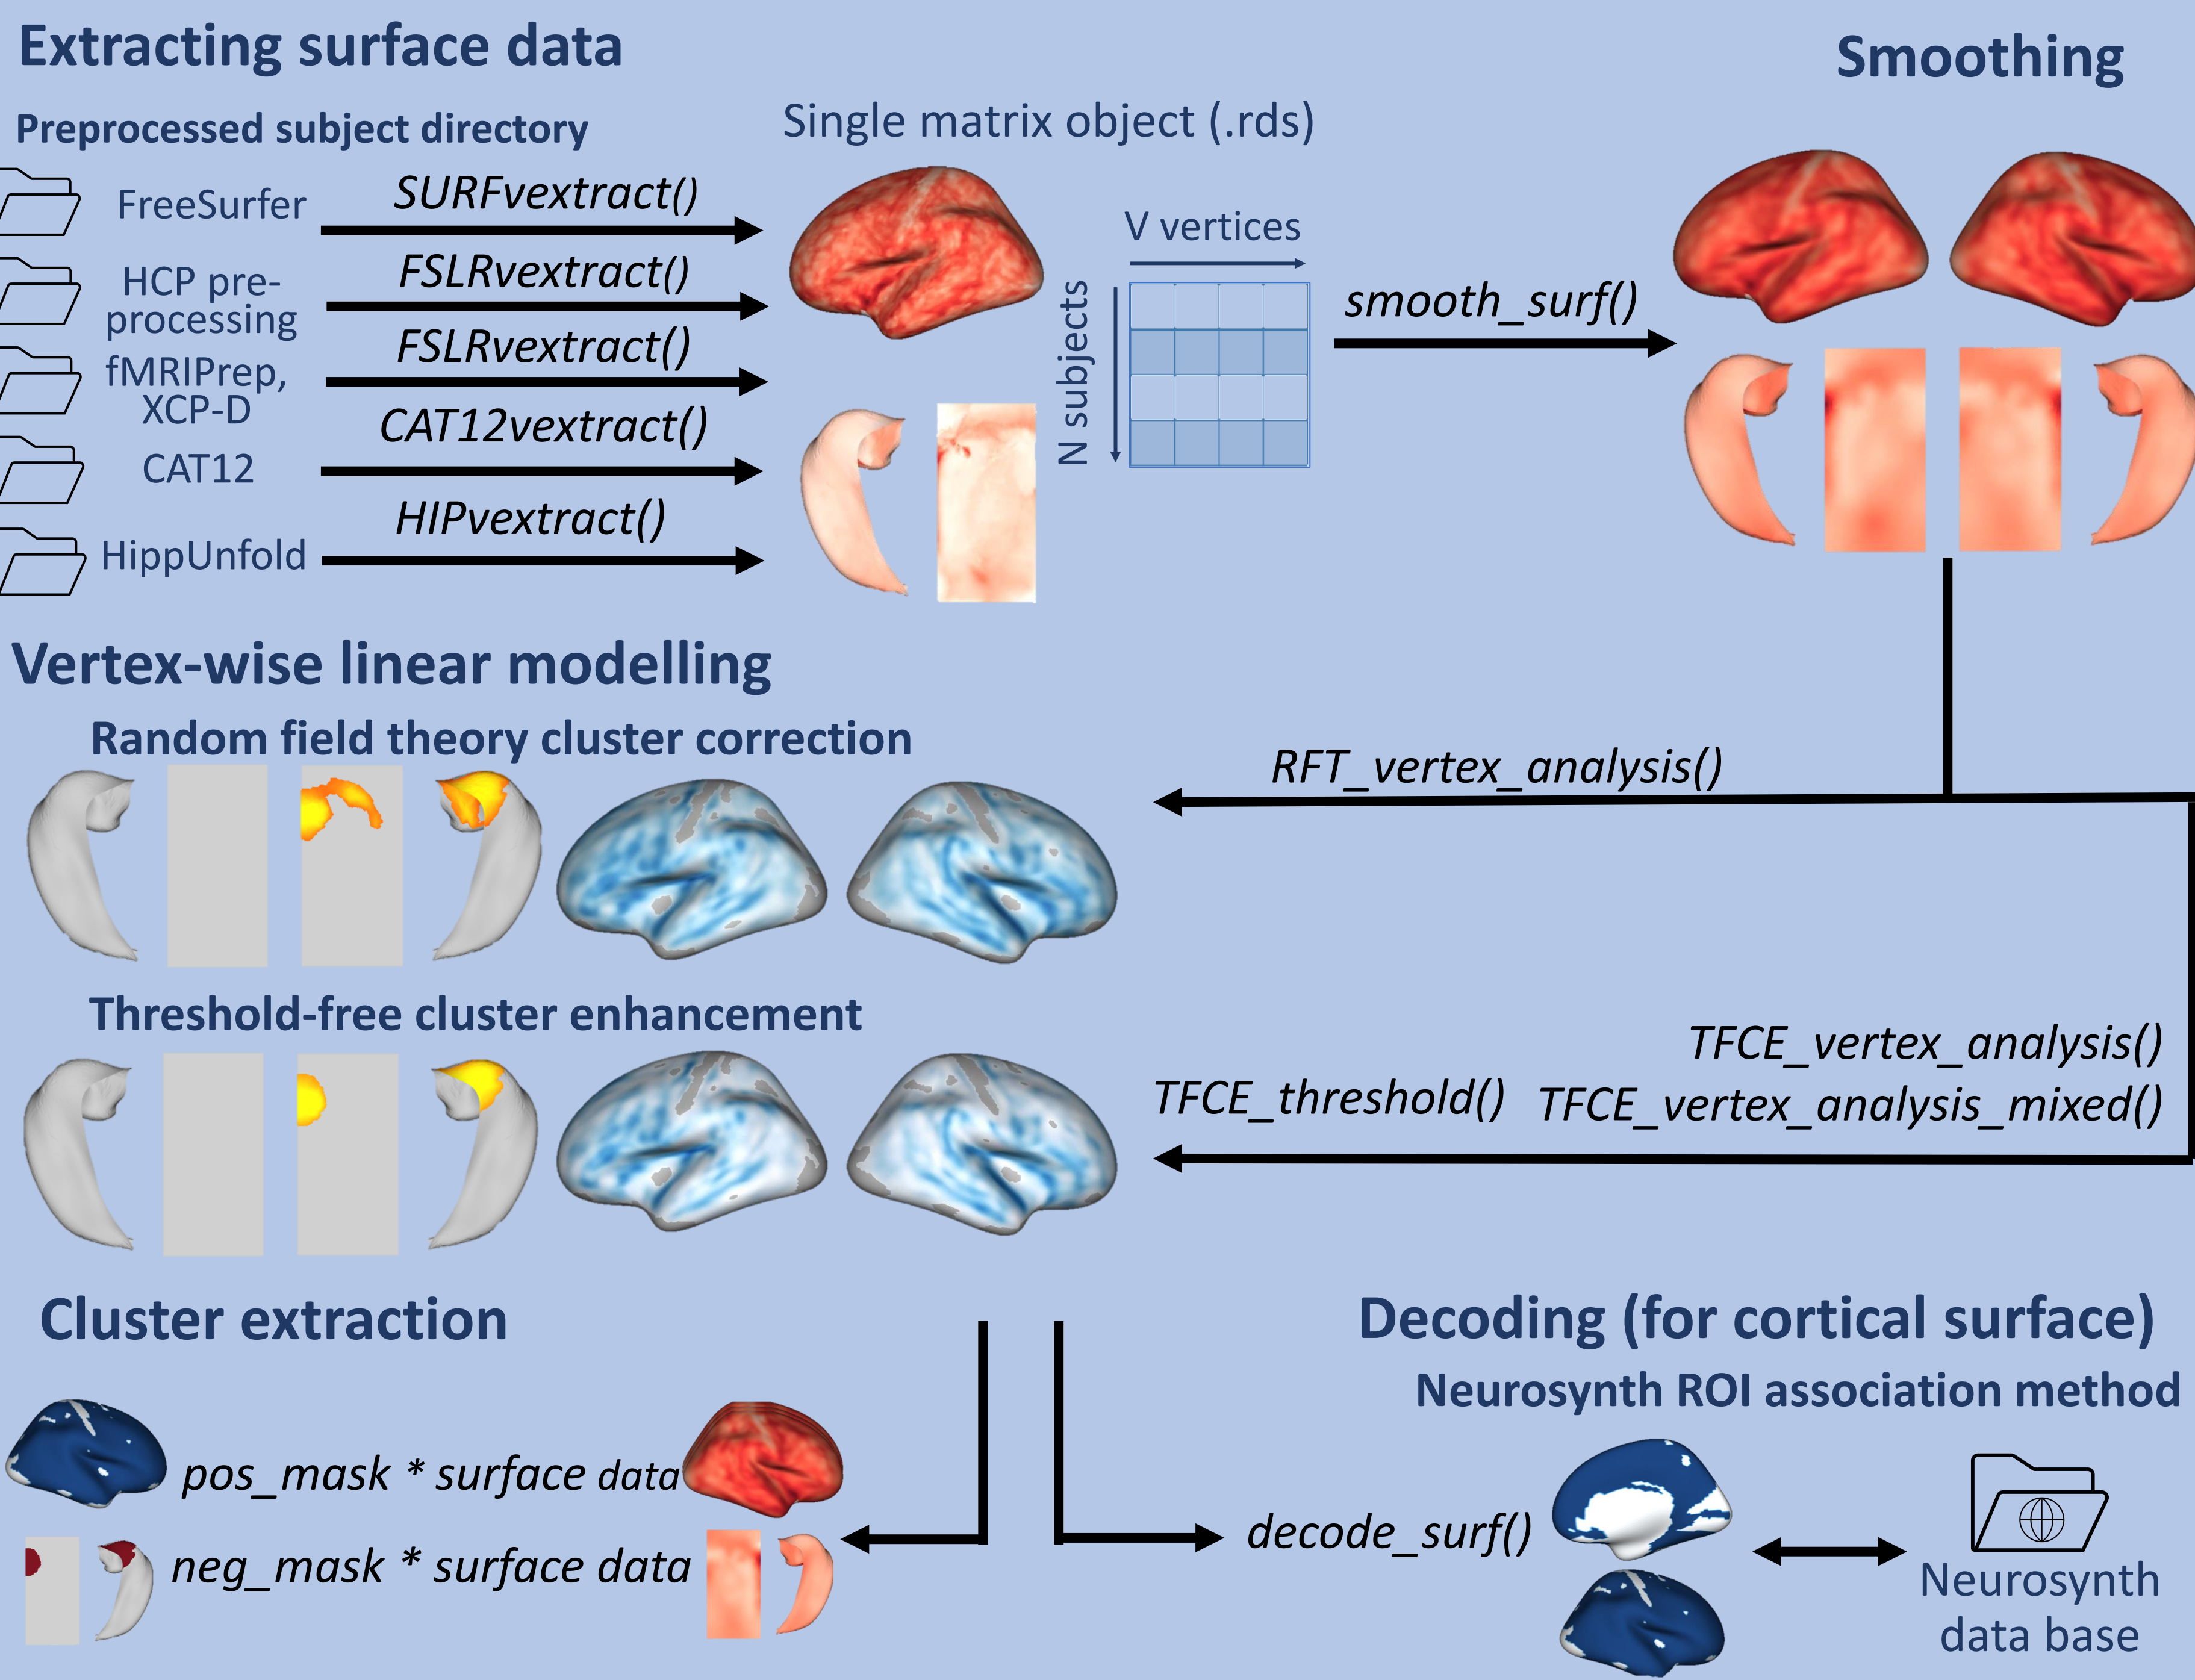 Extracting surface data
Smoothing
Preprocessed subject directory
Single matrix object (.rds)
FreeSurfer
SURFvextract()
HCP pre-
processing
FSLRvextract()
fMRIPrep,
XCP-D
FSLRvextract()
CAT12
CAT12vextract()
HippUnfold
HIPvextract()
V vertices
N subjects
smooth_surf()
Vertex-wise linear modelling
Random field theory cluster correction
RFT_vertex_analysis()
Threshold-free cluster enhancement
TFCE_vertex_analysis()
TFCE_threshold() TFCE_vertex_analysis_mixed()
Cluster extraction
pos_mask * surface data
neg_mask * surface data
Decoding (for cortical surface)
Neurosynth ROI association method
decode_surf()
Neurosynth
data base